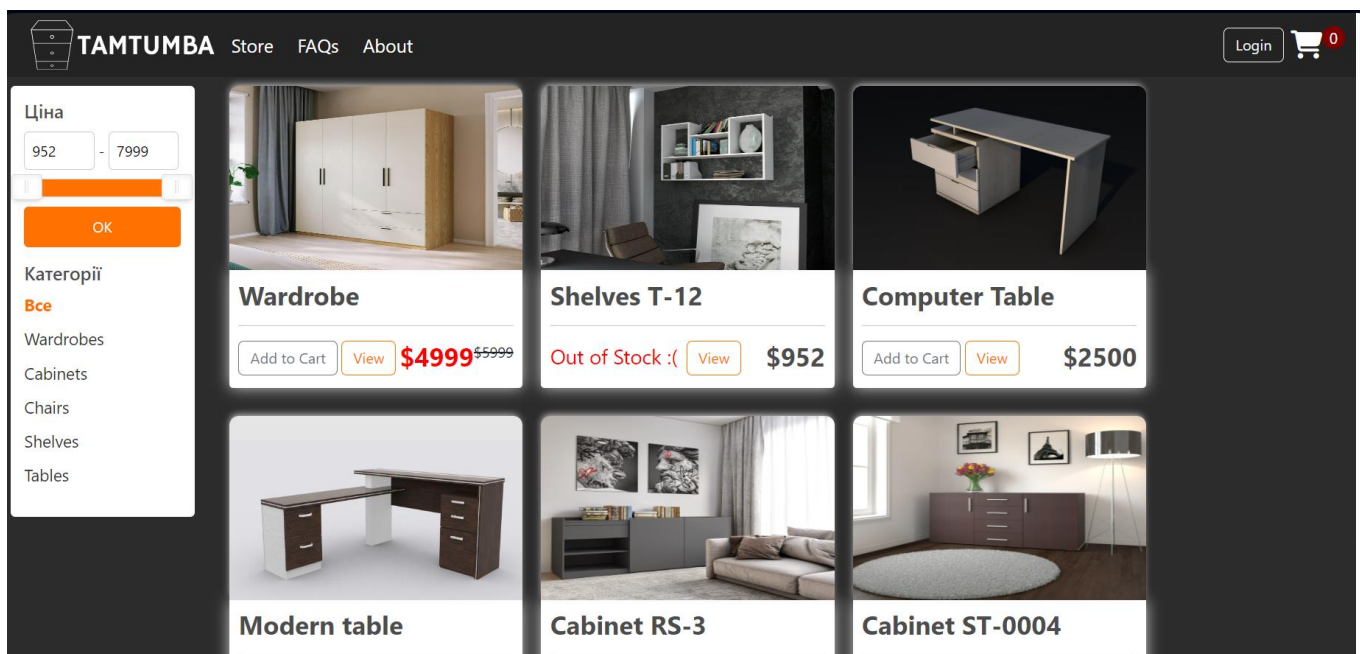 TAMTUMBA Store FAQs About Login 0
Ціна
952 - 7999
OK
Категорії
Все
Wardrobes
Cabinets
Chairs
Shelves
Tables
Wardrobe
Add to Cart View $4999 $5999
Shelves T-12
Out of Stock :( View $952
Computer Table
Add to Cart View $2500
Modern table
Cabinet RS-3
Cabinet ST-0004